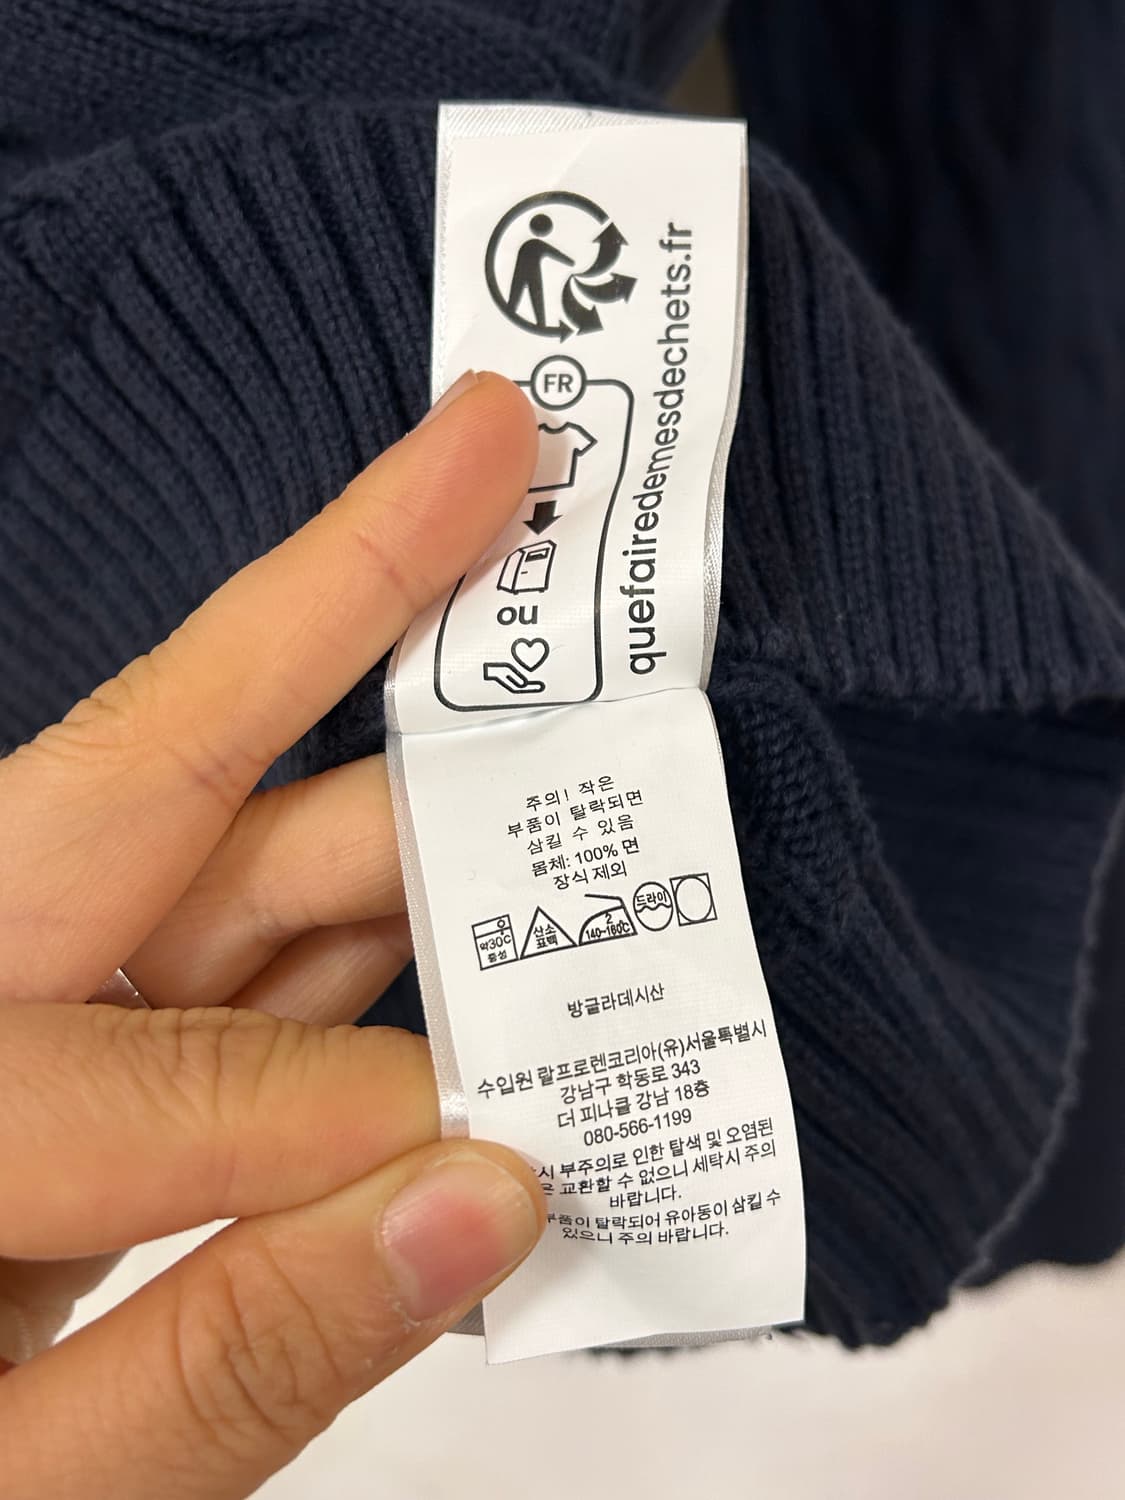 FR
ou
quefairedemesdechets.fr
주의! 작은
부품이 탈락되면
삼킬 수 있음
몸체: 100% 면
장식 제외
약30℃
중성
산소
표백
2
140~160℃
드라이
방글라데시산
수입원 랄프로렌코리아(유)서울특별시
강남구 학동로 343
더 피나클 강남 18층
080-566-1199
부주의로 인한 탈색 및 오염된
교환할 수 없으니 세탁시 주의
바랍니다.
탈락되어 유아동이 삼킬 수
있으니 주의 바랍니다.